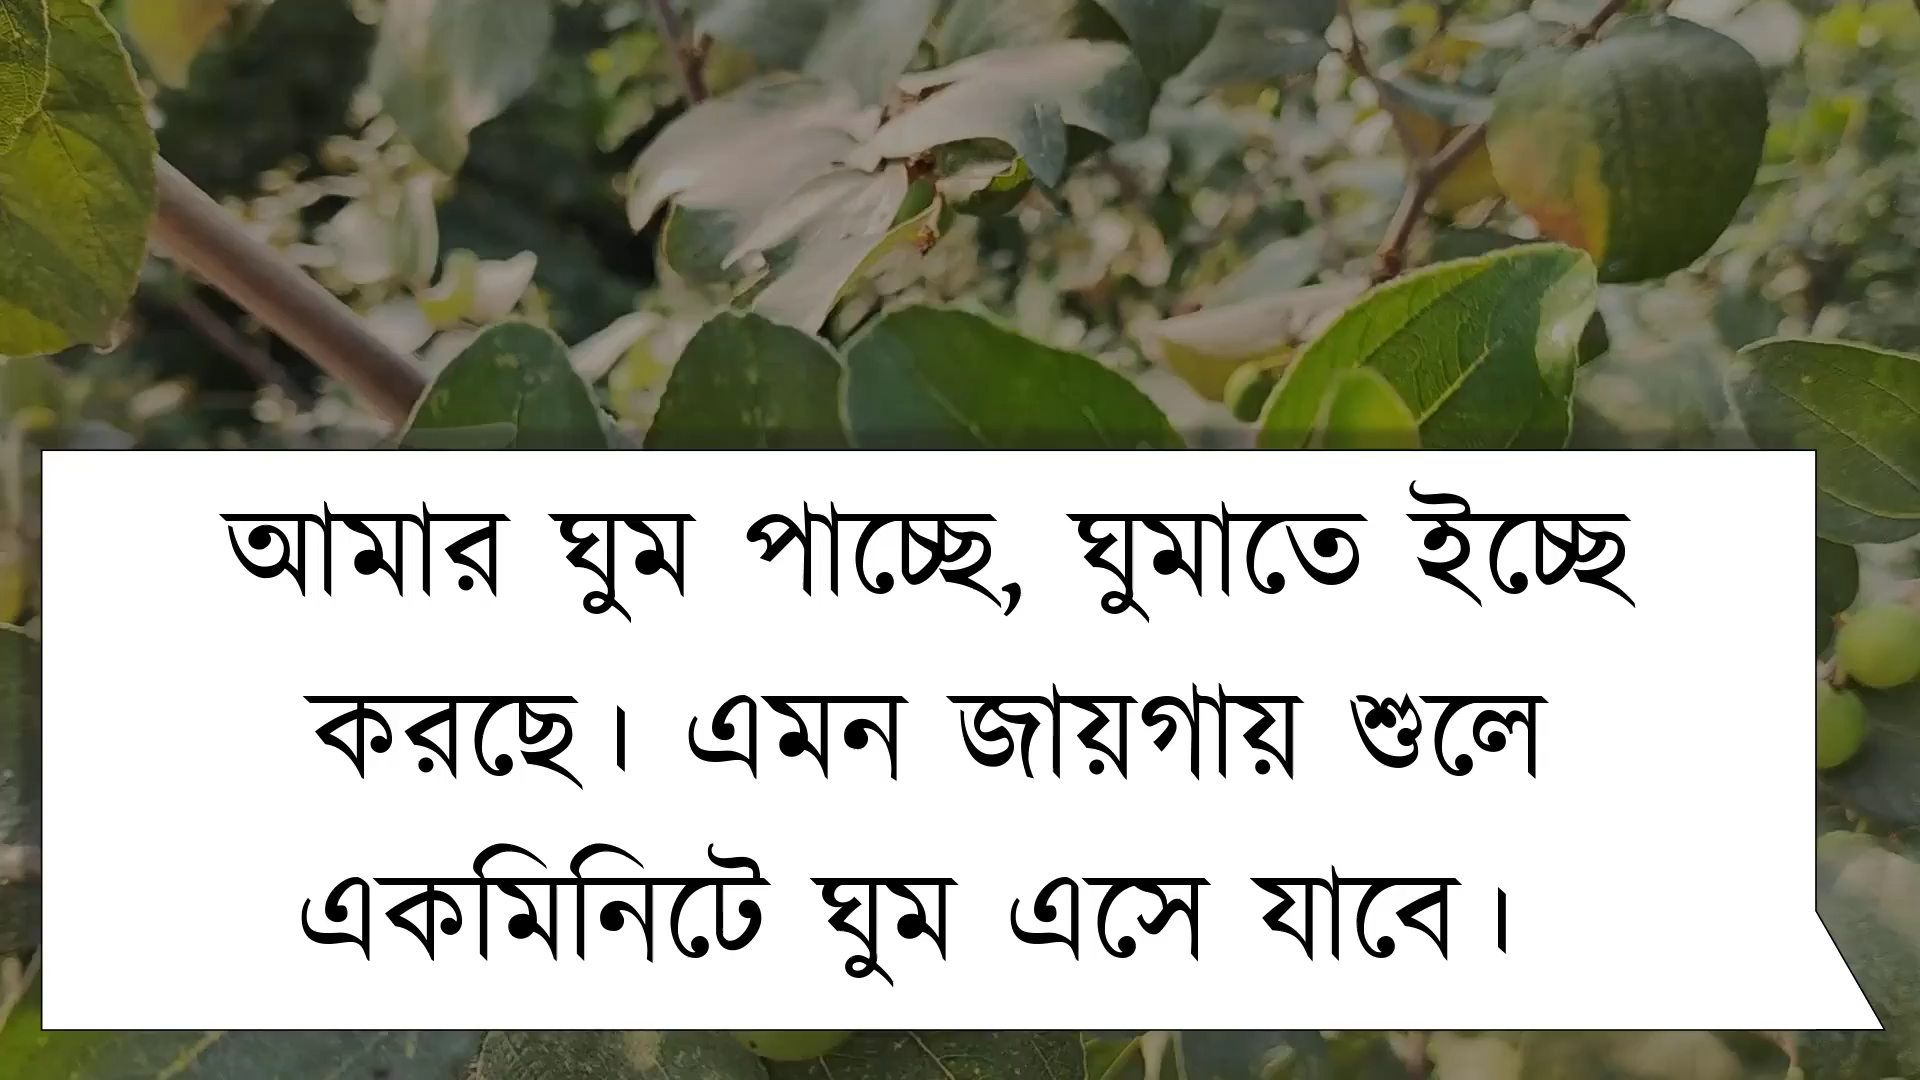 আমার ঘুম পাচ্ছে, ঘুমাতে ইচ্ছে
করছে। এমন জায়গায় শুলে
একমিনিটে ঘুম এসে যাবে।